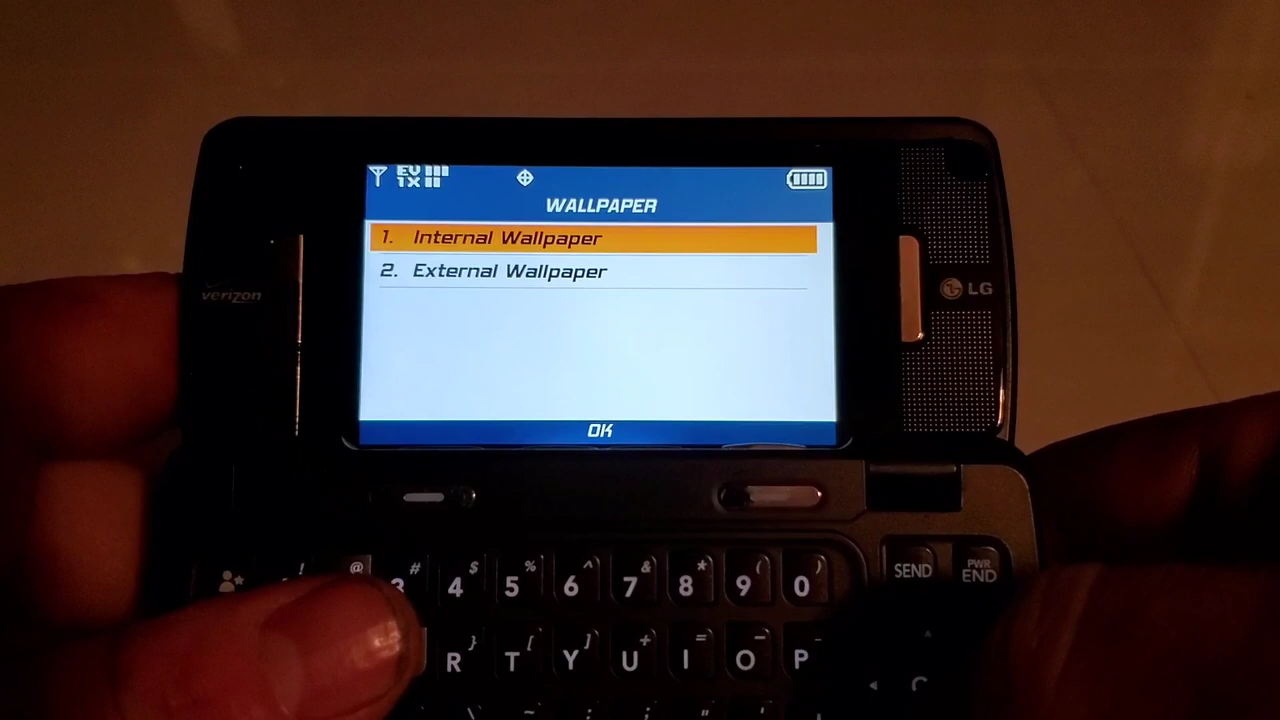 EV
1X
WALLPAPER
1. Internal Wallpaper
2. External Wallpaper
OK
verizon
LG
! @ # $ % ^ & * ( )
3 4 5 6 7 8 9 0
SEND
PWR
END
} [ ] + = –
R T Y U I O P